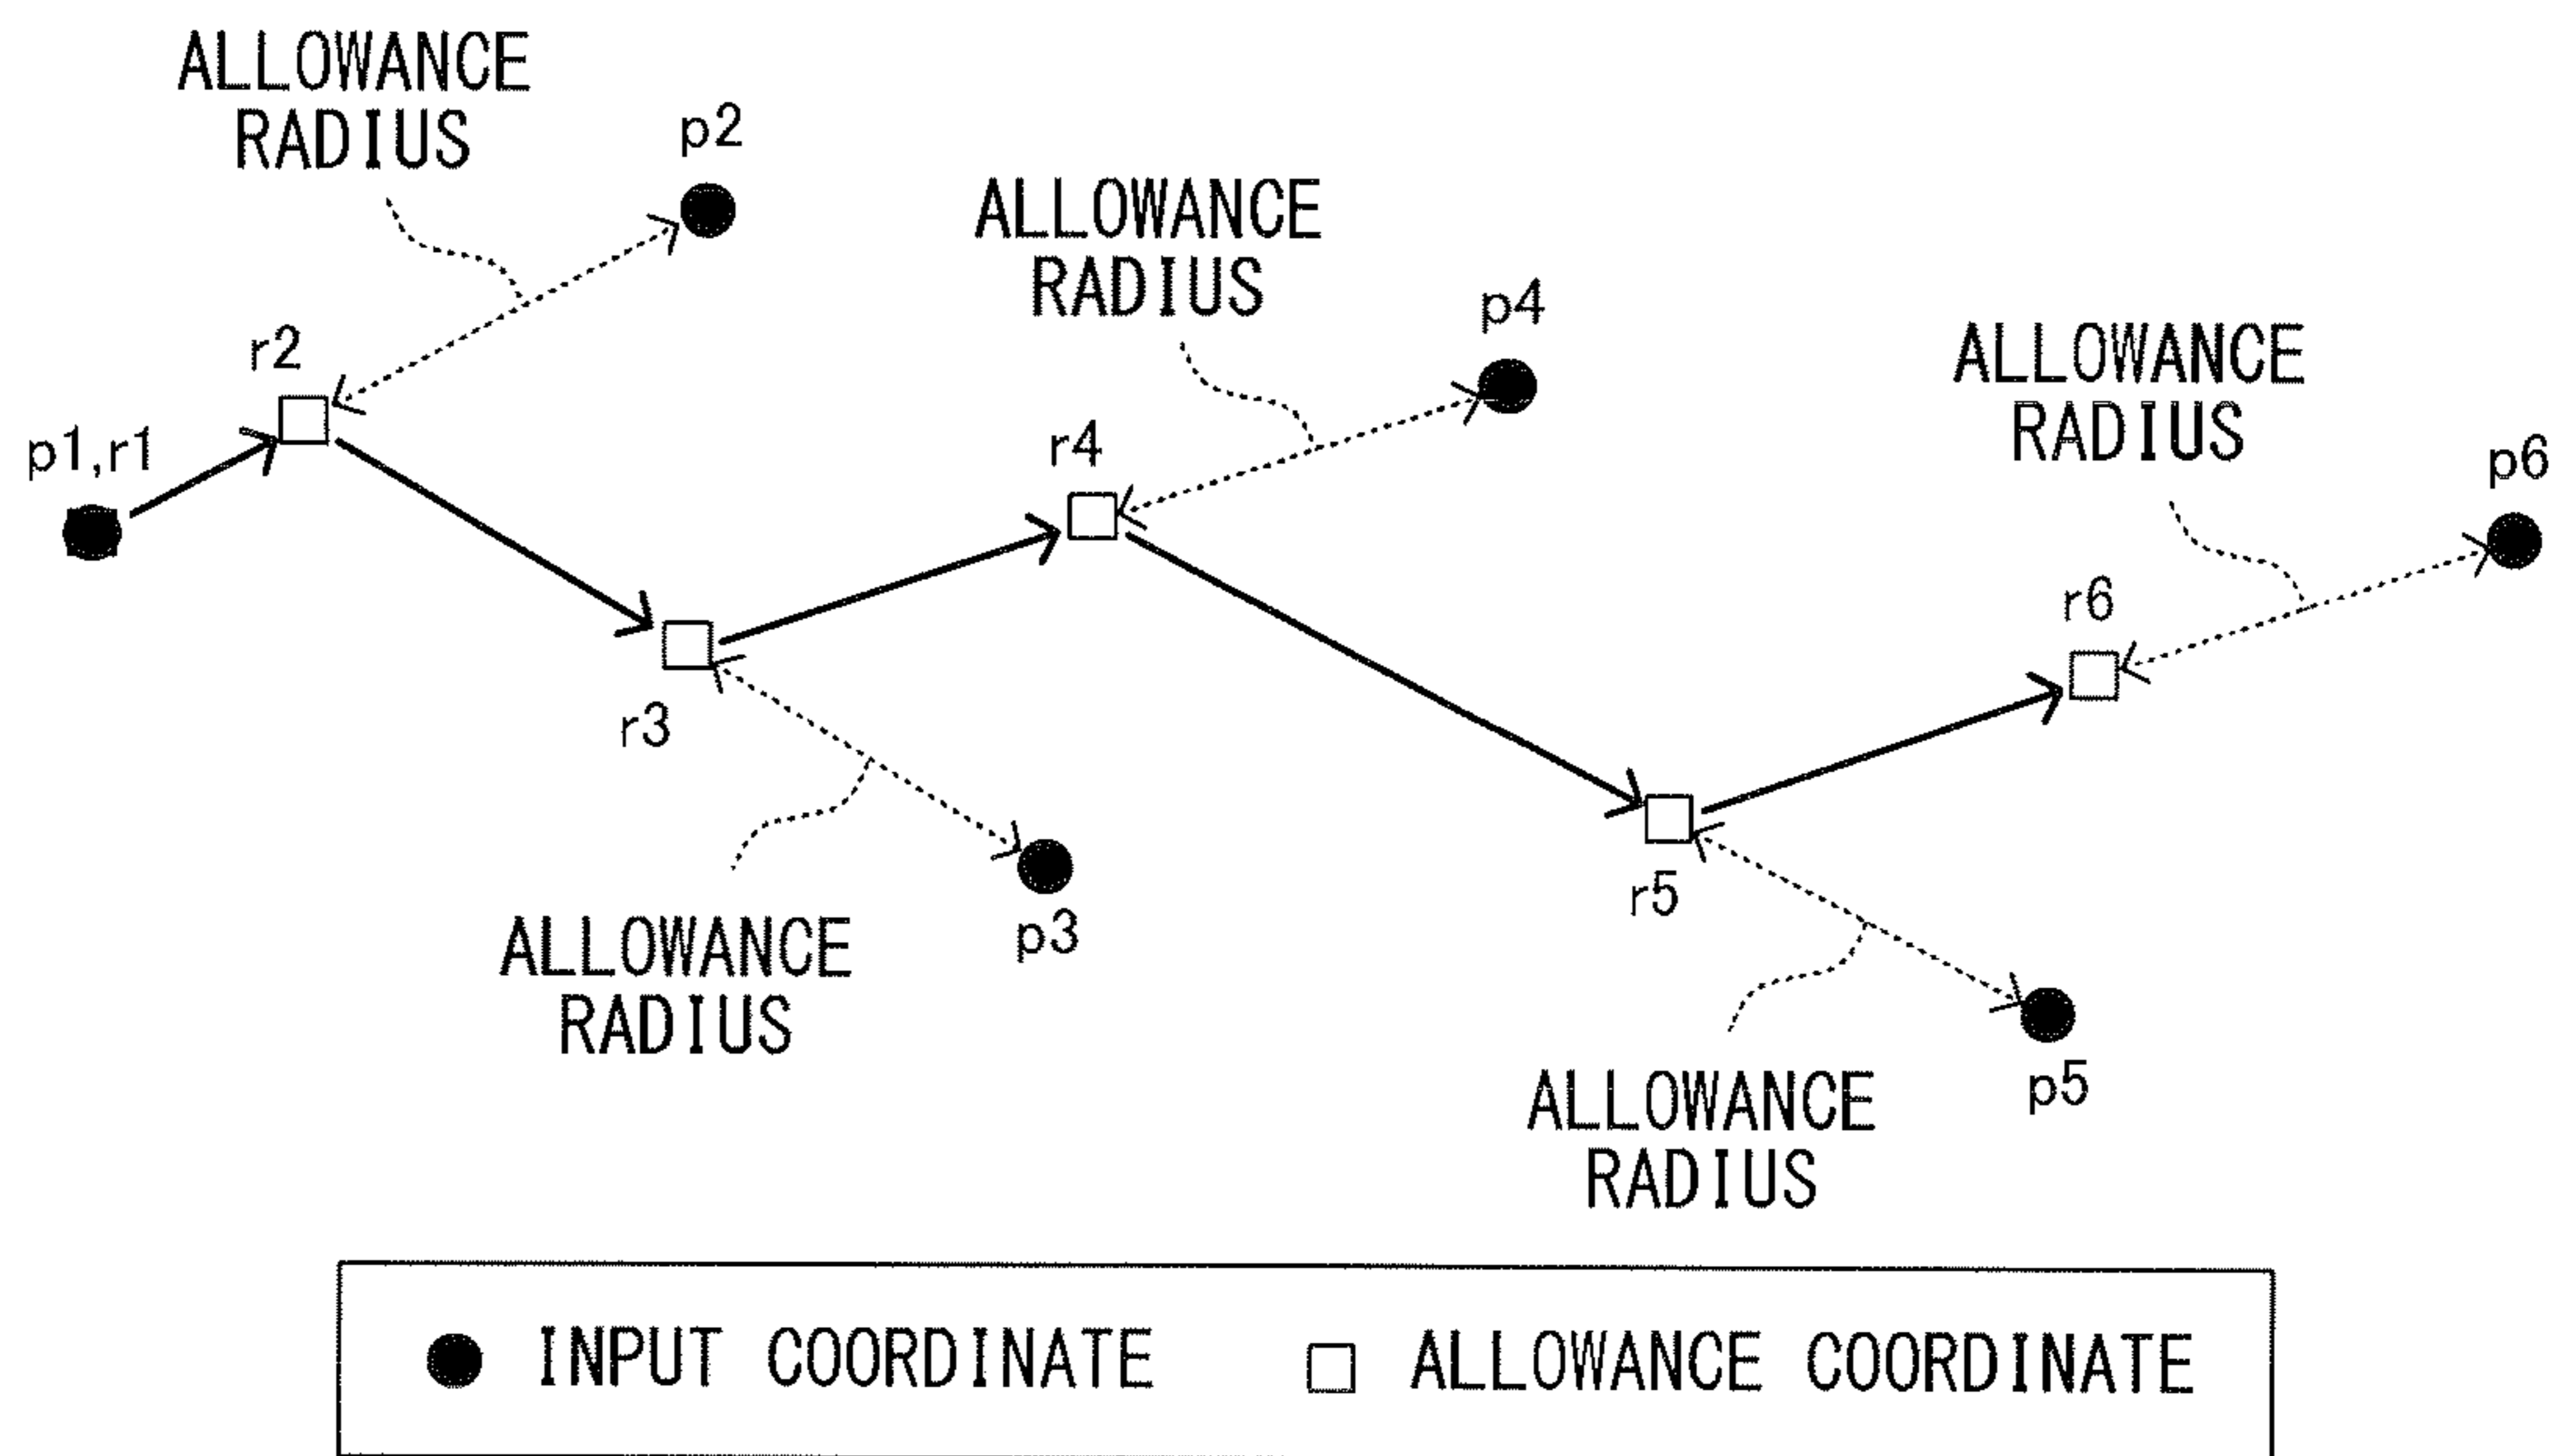 ALLOWANCE
RADIUS
p2
ALLOWANCE
RADIUS
p4
r2
ALLOWANCE
RADIUS
p1,r1
r4
p6
r6
r3
r5
p3
ALLOWANCE
RADIUS
p5
ALLOWANCE
RADIUS
INPUT COORDINATE
ALLOWANCE COORDINATE